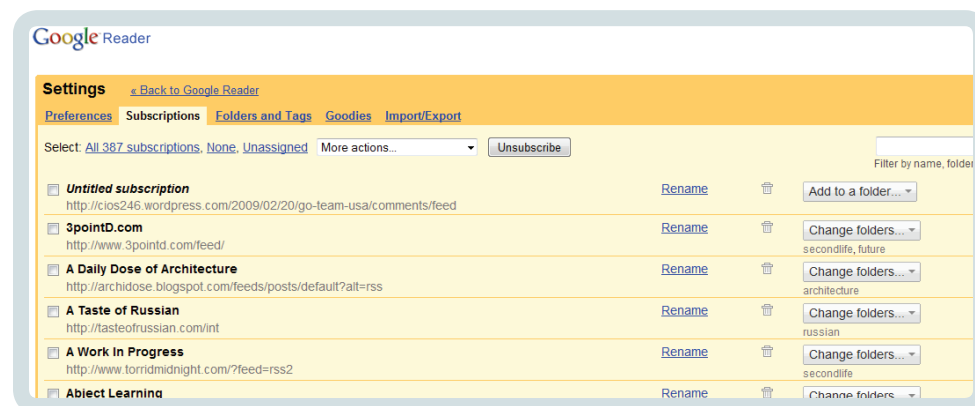 Google Reader
Settings « Back to Google Reader
Preferences Subscriptions Folders and Tags Goodies Import/Export
Select: All 387 subscriptions, None, Unassigned More actions... Unsubscribe
Filter by name, folder
Untitled subscription Rename Add to a folder...
http://cios246.wordpress.com/2009/02/20/go-team-usa/comments/feed
3pointD.com Rename Change folders...
http://www.3pointd.com/feed/ secondlife, future
A Daily Dose of Architecture Rename Change folders...
http://archidose.blogspot.com/feeds/posts/default?alt=rss architecture
A Taste of Russian Rename Change folders...
http://tasteofrussian.com/int russian
A Work In Progress Rename Change folders...
http://www.torridmidnight.com/?feed=rss2 secondlife
Abject Learning Rename Change folders...